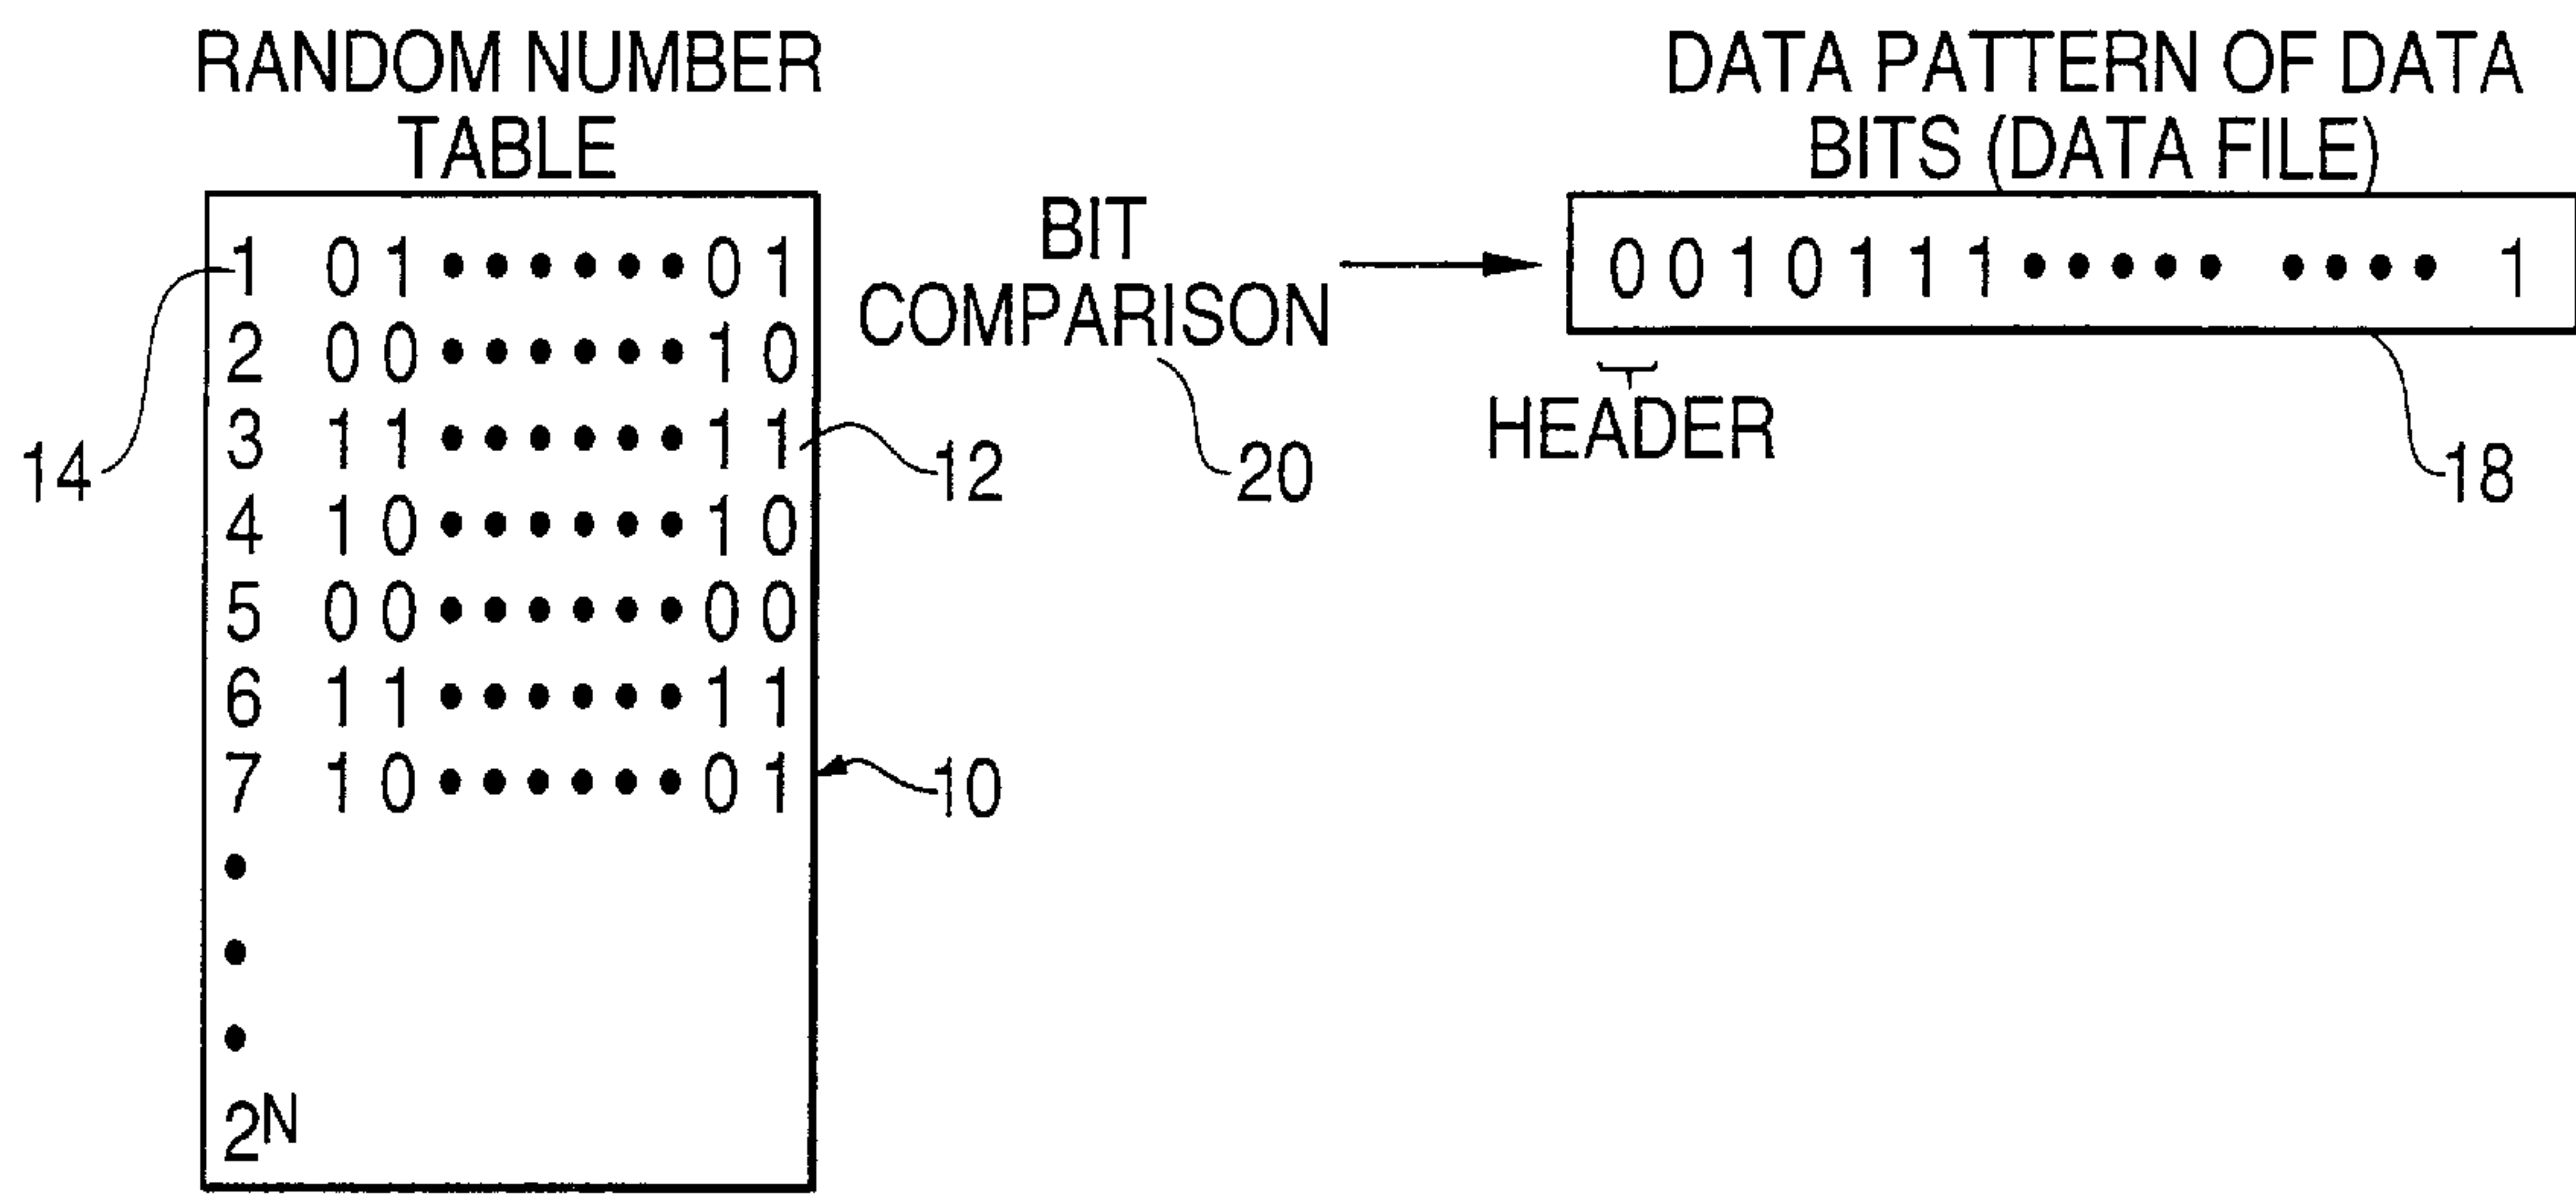 RANDOM NUMBER
TABLE
1 0 1 • • • • • • 0 1
2 0 0 • • • • • • 1 0
3 1 1 • • • • • • 1 1
4 1 0 • • • • • • 1 0
5 0 0 • • • • • • 0 0
6 1 1 • • • • • • 1 1
7 1 0 • • • • • • 0 1
•
•
•
2ᴺ
14
12
10
BIT
COMPARISON
20
DATA PATTERN OF DATA
BITS (DATA FILE)
0 0 1 0 1 1 1 • • • • • • • • • 1
HEADER
18